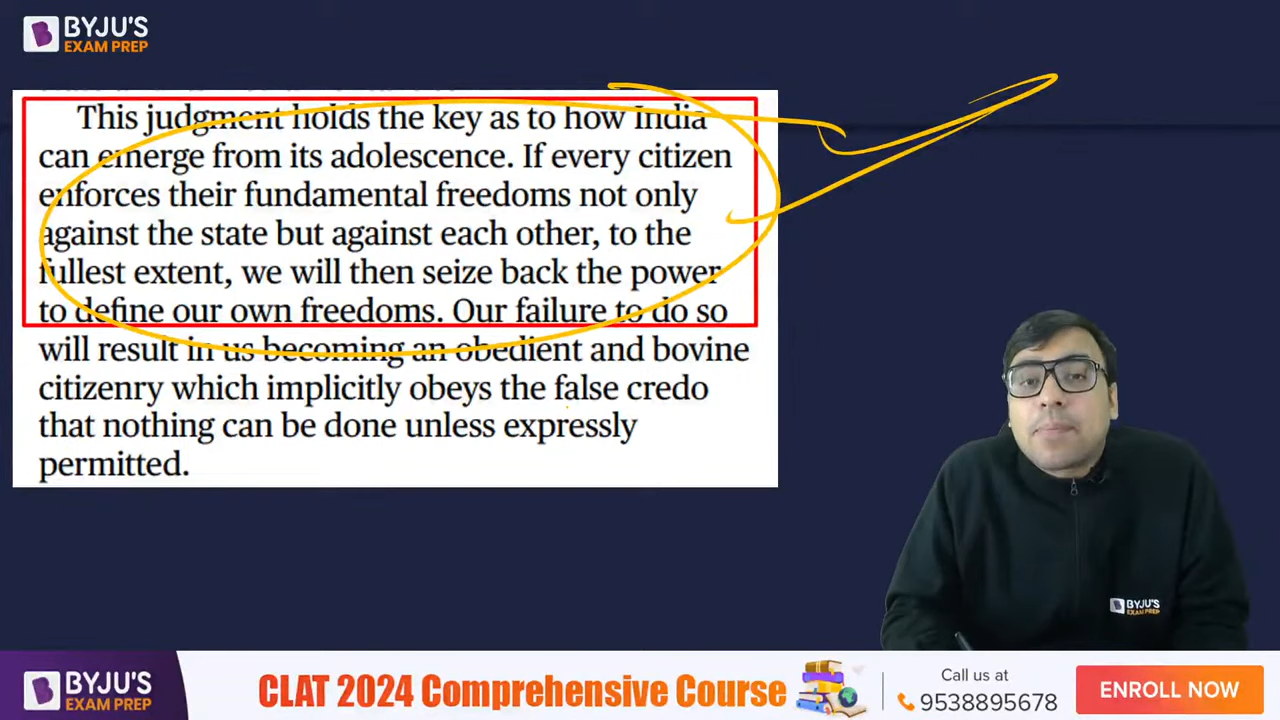 BYJU'S
EXAM PREP
This judgment holds the key as to how India
can emerge from its adolescence. If every citizen
enforces their fundamental freedoms not only
against the state but against each other, to the
fullest extent, we will then seize back the power
to define our own freedoms. Our failure to do so
will result in us becoming an obedient and bovine
citizenry which implicitly obeys the false credo
that nothing can be done unless expressly
permitted.
BYJU'S
EXAM PREP
BYJU'S
EXAM PREP
CLAT 2024 Comprehensive Course
Call us at
9538895678
ENROLL NOW